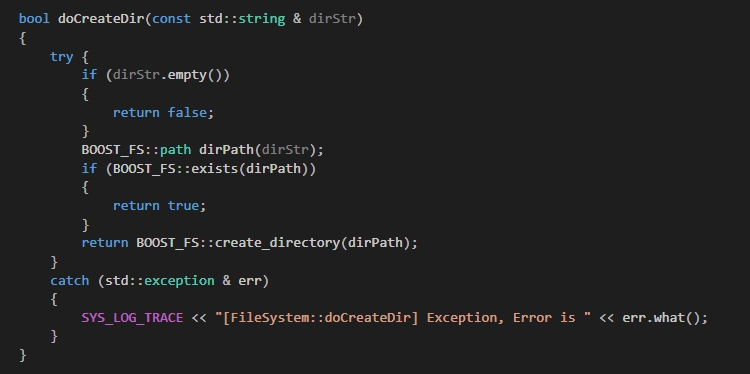 bool doCreateDir(const std::string & dirStr)
{
    try {
        if (dirStr.empty())
        {
            return false;
        }
        BOOST_FS::path dirPath(dirStr);
        if (BOOST_FS::exists(dirPath))
        {
            return true;
        }
        return BOOST_FS::create_directory(dirPath);
    }
    catch (std::exception & err)
    {
        SYS_LOG_TRACE << "[FileSystem::doCreateDir] Exception, Error is " << err.what();
    }
}